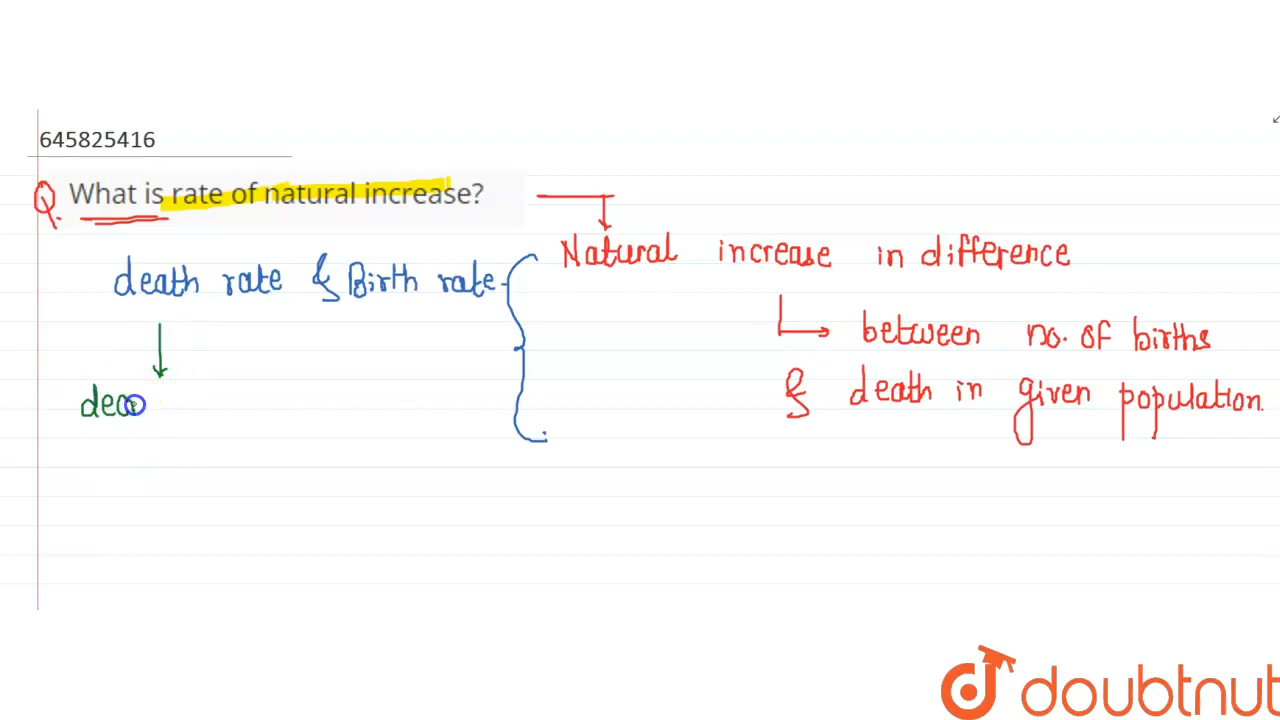 645825416
Q. What is rate of natural increase?
Natural increase in difference
death rate & Birth rate
between no. of births
& death in given population.
dea
doubtnut